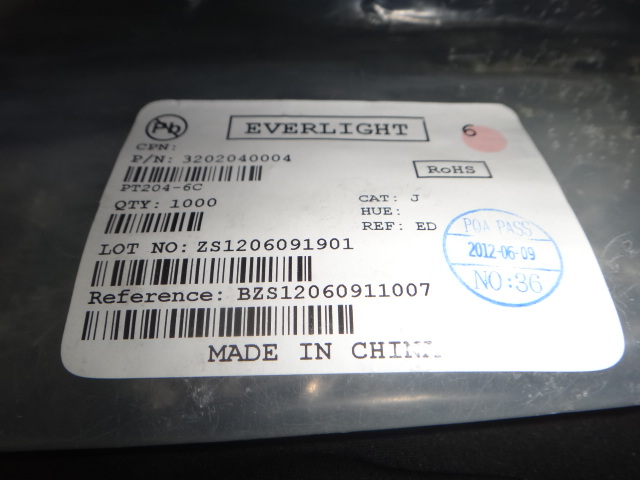 Pb
EVERLIGHT
6
CPN:
P/N: 3202040004
RoHS
PT204-6C
QTY: 1000
CAT: J
HUE:
REF: ED
LOT NO: ZS1206091901
PQA PASS
2012-06-09
NO:36
Reference: BZS12060911007
MADE IN CHINA